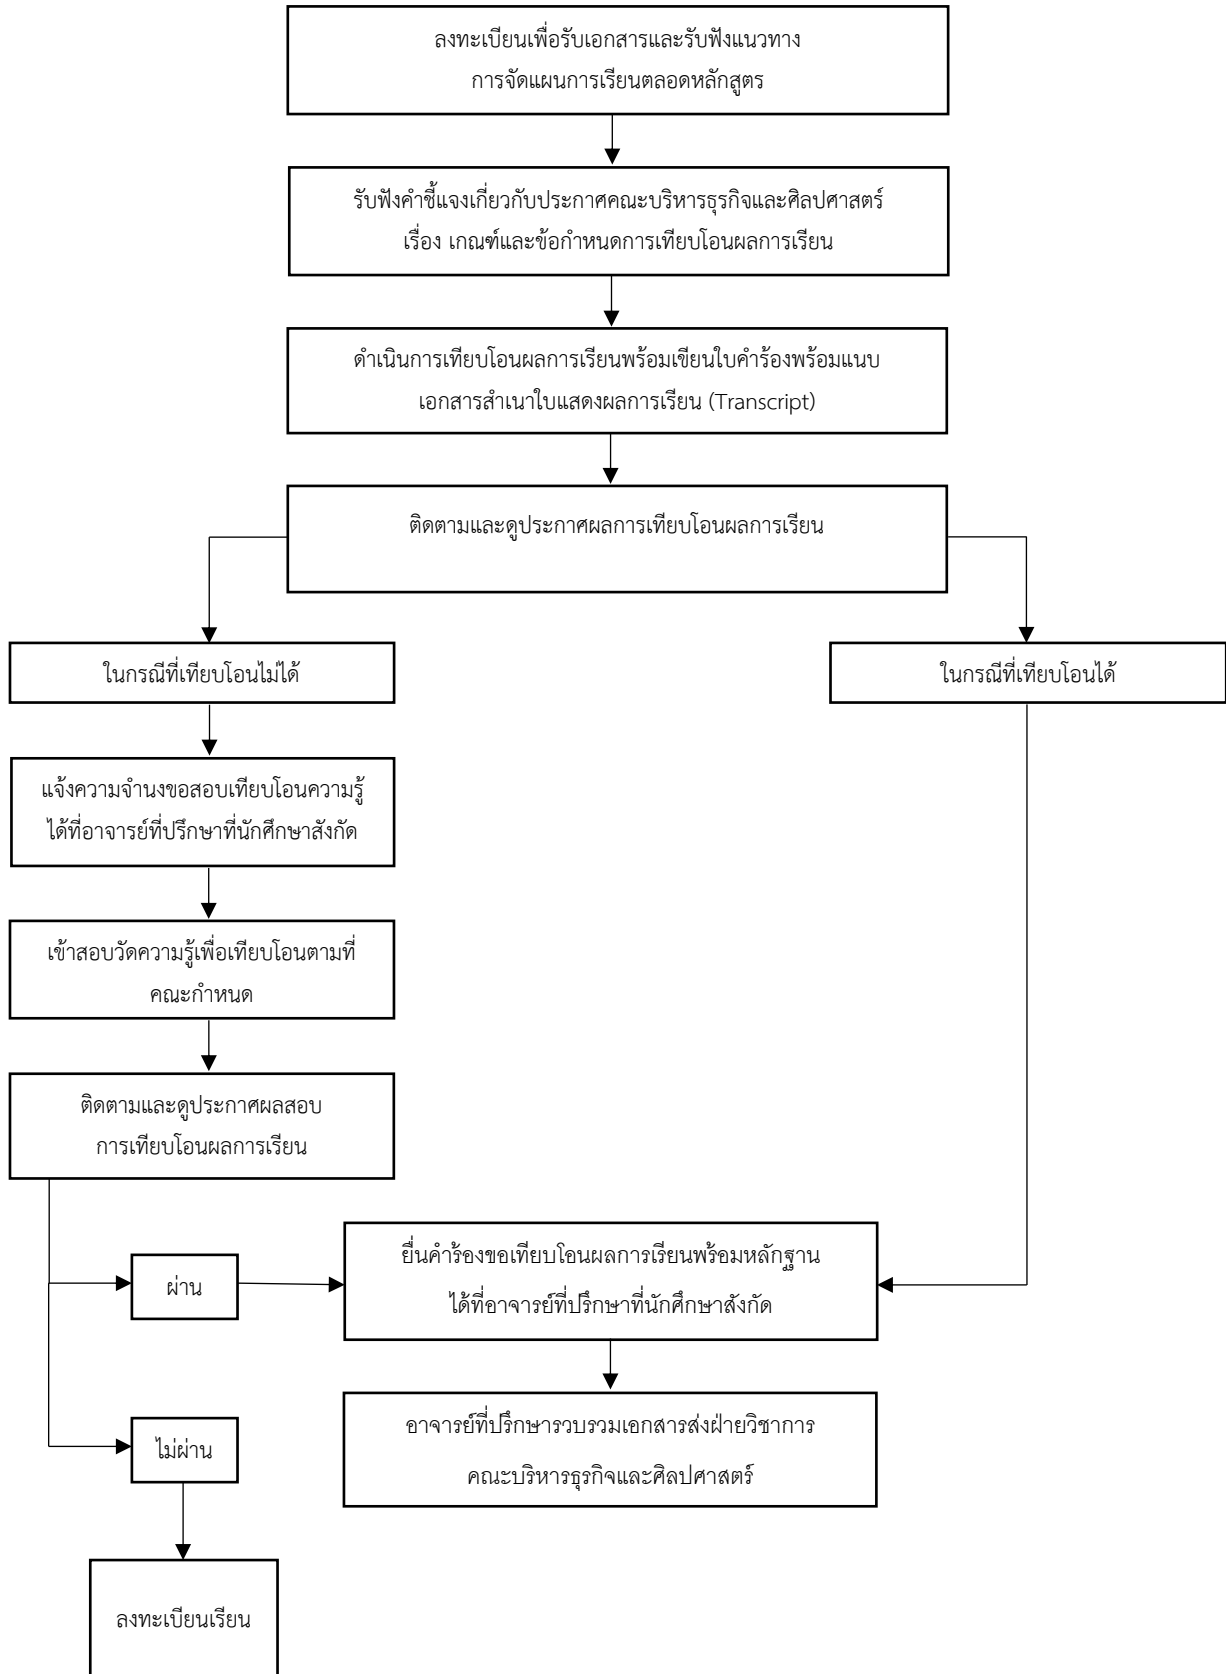 ลงทะเบียนเพื่อรับเอกสารและรับฟังแนวทาง
การจัดแผนการเรียนตลอดหลักสูตร
รับฟังคำชี้แจงเกี่ยวกับประกาศคณะบริหารธุรกิจและศิลปศาสตร์
เรื่อง เกณฑ์และข้อกำหนดการเทียบโอนผลการเรียน
ดำเนินการเทียบโอนผลการเรียนพร้อมเขียนใบคำร้องพร้อมแนบ
เอกสารสำเนาใบแสดงผลการเรียน (Transcript)
ติดตามและดูประกาศผลการเทียบโอนผลการเรียน
ในกรณีที่เทียบโอนไม่ได้
ในกรณีที่เทียบโอนได้
แจ้งความจำนงขอสอบเทียบโอนความรู้
ได้ที่อาจารย์ที่ปรึกษาที่นักศึกษาสังกัด
เข้าสอบวัดความรู้เพื่อเทียบโอนตามที่
คณะกำหนด
ติดตามและดูประกาศผลสอบ
การเทียบโอนผลการเรียน
ผ่าน
ยื่นคำร้องขอเทียบโอนผลการเรียนพร้อมหลักฐาน
ได้ที่อาจารย์ที่ปรึกษาที่นักศึกษาสังกัด
ไม่ผ่าน
อาจารย์ที่ปรึกษารวบรวมเอกสารส่งฝ่ายวิชาการ
คณะบริหารธุรกิจและศิลปศาสตร์
ลงทะเบียนเรียน